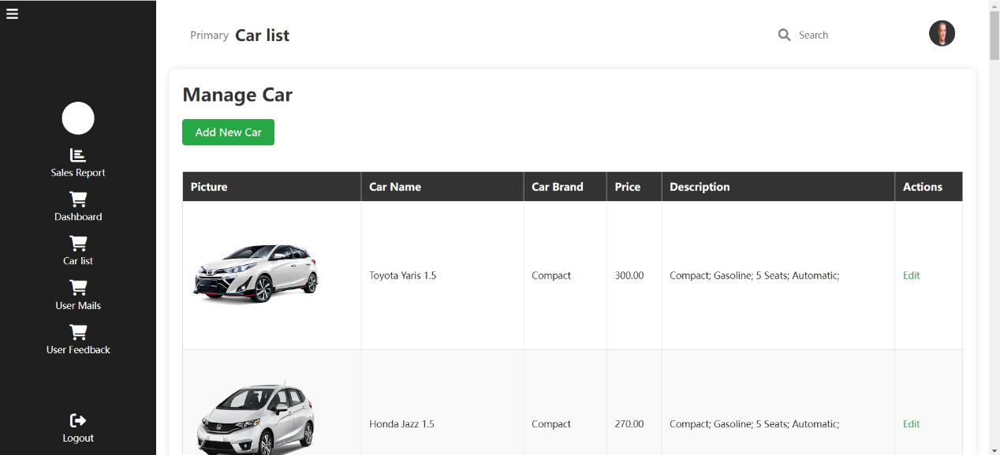 Primary Car list
Search
Manage Car
Add New Car
Sales Report
Dashboard
Car list
User Mails
User Feedback
Logout
Picture Car Name Car Brand Price Description Actions
Toyota Yaris 1.5 Compact 300.00 Compact; Gasoline; 5 Seats; Automatic; Edit
Honda Jazz 1.5 Compact 270.00 Compact; Gasoline; 5 Seats; Automatic; Edit